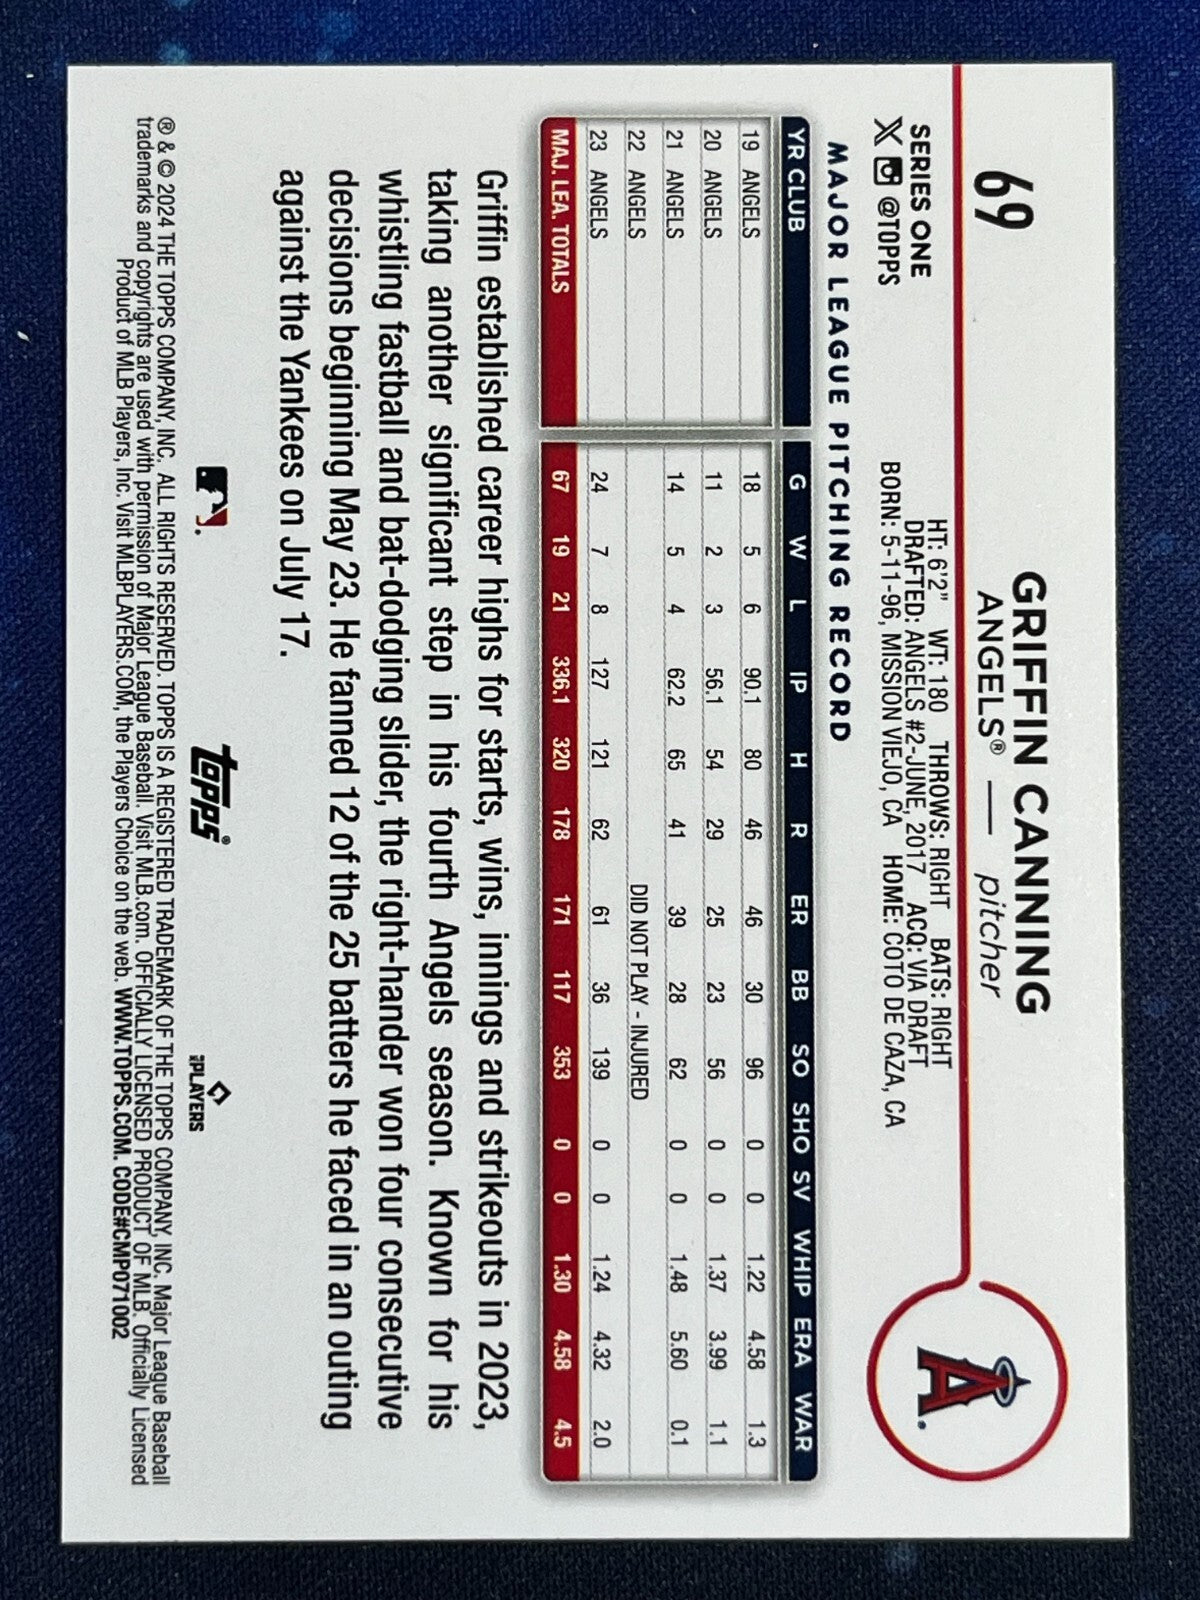 69
GRIFFIN CANNING
ANGELS® — pitcher
SERIES ONE
X @TOPPS
HT: 6'2" WT: 180 THROWS: RIGHT BATS: RIGHT
DRAFTED: ANGELS #2-JUNE, 2017 ACQ: VIA DRAFT
BORN: 5-11-96, MISSION VIEJO, CA HOME: COTO DE CAZA, CA
A
MAJOR LEAGUE PITCHING RECORD
YR CLUB G W L IP H R ER BB SO SHO SV WHIP ERA WAR
19 ANGELS 18 5 6 90.1 80 46 46 30 96 0 0 1.22 4.58 1.3
20 ANGELS 11 2 3 56.1 54 29 25 23 56 0 0 1.37 3.99 1.1
21 ANGELS 14 5 4 62.2 65 41 39 28 62 0 0 1.48 5.60 0.1
22 ANGELS DID NOT PLAY - INJURED
23 ANGELS 24 7 8 127 121 62 61 36 139 0 0 1.24 4.32 2.0
MAJ. LEA. TOTALS 67 19 21 336.1 320 178 171 117 353 0 0 1.30 4.58 4.5
Griffin established career highs for starts, wins, innings and strikeouts in 2023,
taking another significant step in his fourth Angels season. Known for his
whistling fastball and bat-dodging slider, the right-hander won four consecutive
decisions beginning May 23. He fanned 12 of the 25 batters he faced in an outing
against the Yankees on July 17.
topps®
MLBPLAYERS
® & © 2024 THE TOPPS COMPANY, INC. ALL RIGHTS RESERVED. TOPPS IS A REGISTERED TRADEMARK OF THE TOPPS COMPANY, INC. Major League Baseball
trademarks and copyrights are used with permission of Major League Baseball. Visit MLB.com. OFFICIALLY LICENSED PRODUCT OF MLB. Officially Licensed
Product of MLB Players, Inc. Visit MLBPLAYERS.COM, the Players Choice on the web. WWW.TOPPS.COM. CODE#CMP071002